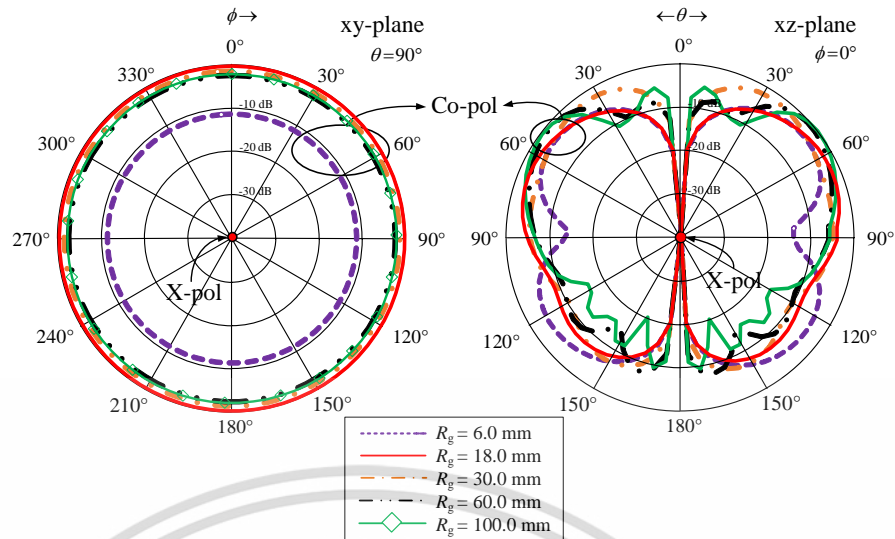 ϕ→
xy-plane
θ=90°
0°
30°
60°
90°
120°
150°
180°
210°
240°
270°
300°
330°
-10 dB
-20 dB
-30 dB
Co-pol
X-pol
←θ→
xz-plane
ϕ=0°
0°
30°
60°
90°
120°
150°
180°
150°
120°
90°
60°
30°
-10 dB
-20 dB
-30 dB
X-pol
Rg = 6.0 mm
Rg = 18.0 mm
Rg = 30.0 mm
Rg = 60.0 mm
Rg = 100.0 mm